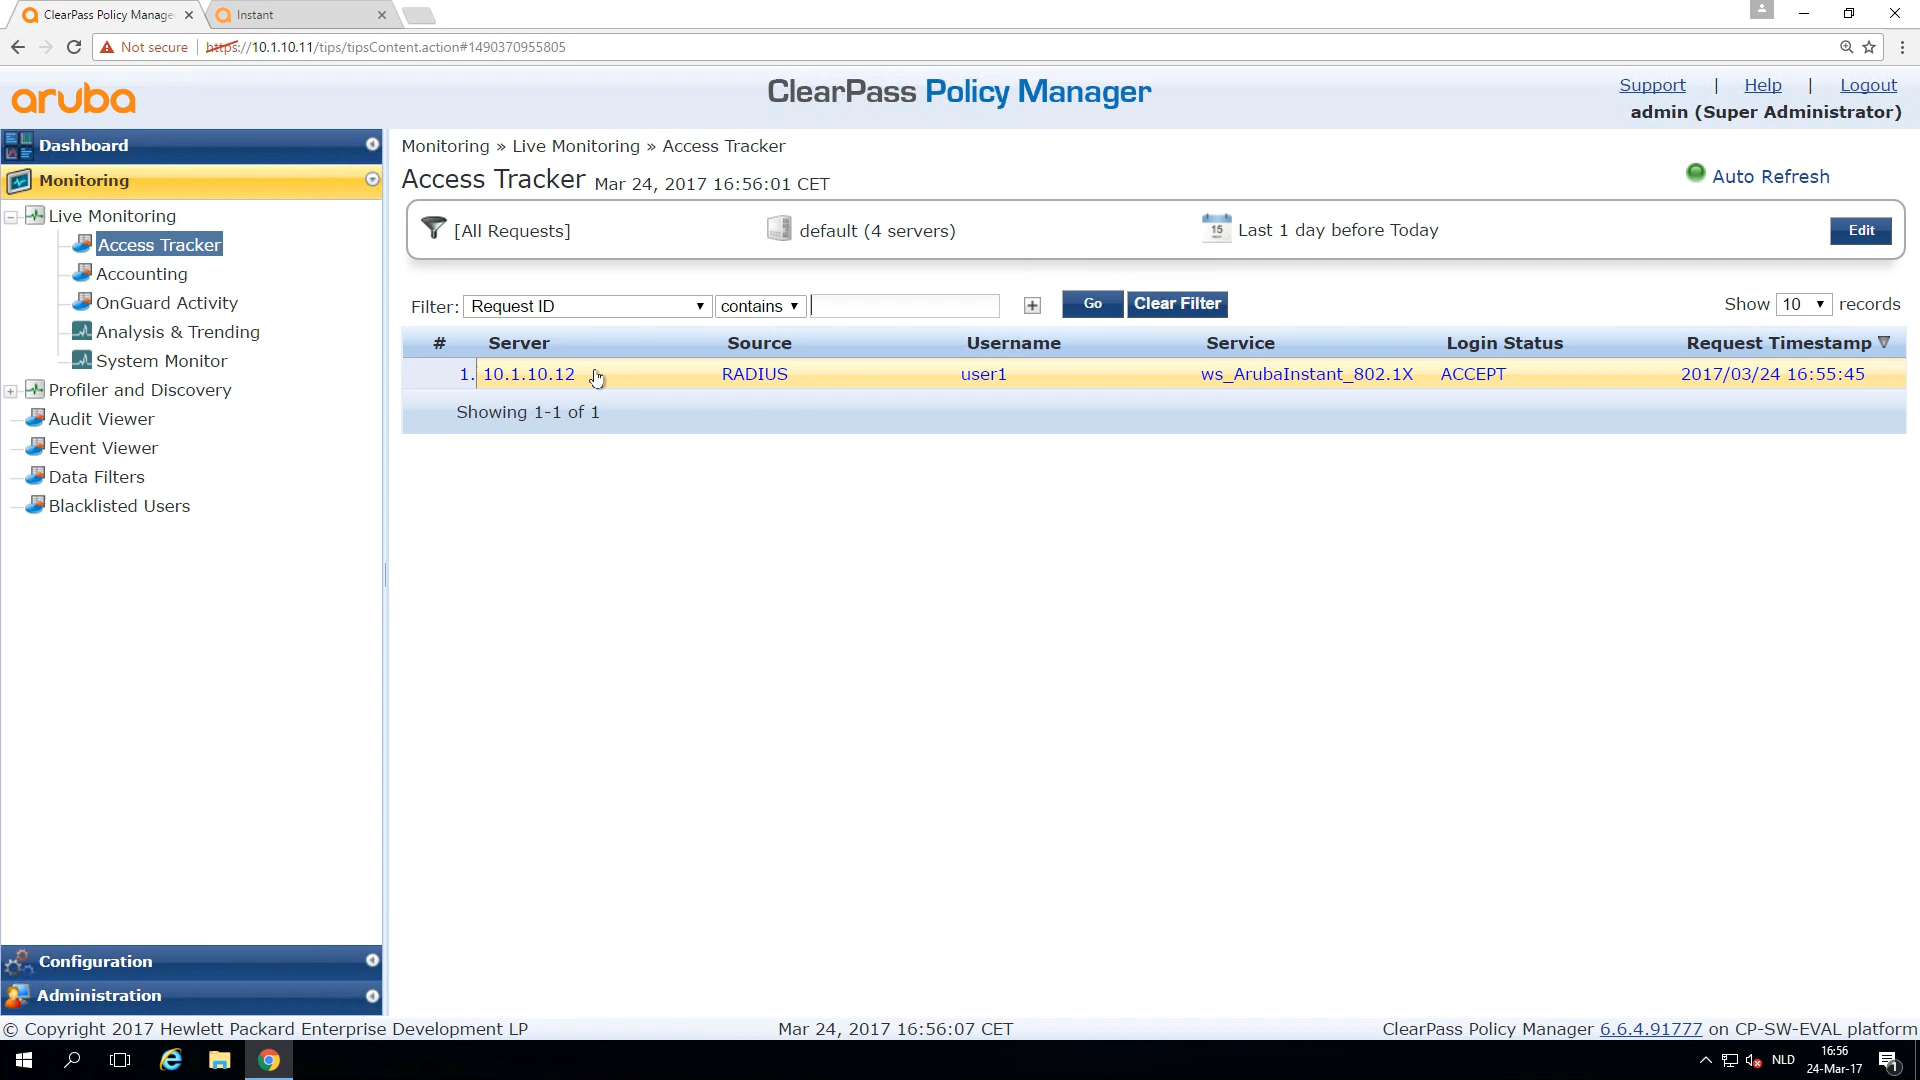 ClearPass Policy Manage
Instant
Not secure
https://10.1.10.11/tips/tipsContent.action#1490370955805
aruba
ClearPass Policy Manager
Support | Help | Logout
admin (Super Administrator)
Dashboard
Monitoring
Live Monitoring
Access Tracker
Accounting
OnGuard Activity
Analysis & Trending
System Monitor
Profiler and Discovery
Audit Viewer
Event Viewer
Data Filters
Blacklisted Users
Configuration
Administration
Monitoring » Live Monitoring » Access Tracker
Access Tracker Mar 24, 2017 16:56:01 CET
Auto Refresh
[All Requests] default (4 servers) 15 Last 1 day before Today Edit
Filter: Request ID contains Go Clear Filter Show 10 records
# Server Source Username Service Login Status Request Timestamp
1. 10.1.10.12 RADIUS user1 ws_ArubaInstant_802.1X ACCEPT 2017/03/24 16:55:45
Showing 1-1 of 1
© Copyright 2017 Hewlett Packard Enterprise Development LP Mar 24, 2017 16:56:07 CET ClearPass Policy Manager 6.6.4.91777 on CP-SW-EVAL platform
NLD
16:56
24-Mar-17
1